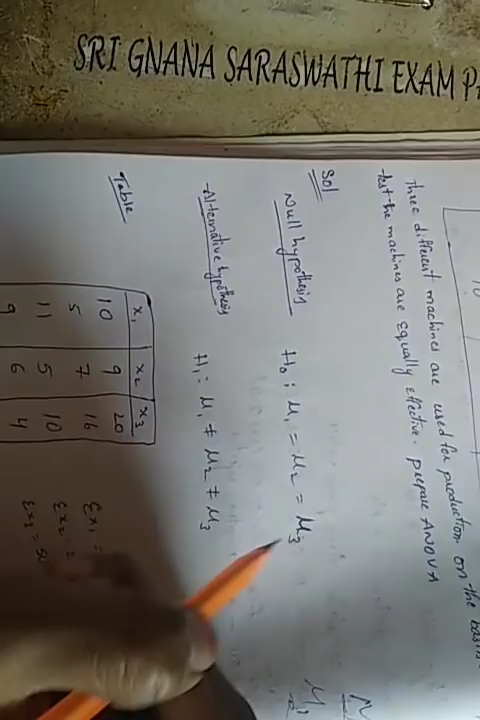 SRI GNANA SARASWATHI EXAM
10
Three different machines are used for production on the
test the machines are equally effective. prepare ANOVA
Sol
Null hypothesis H₀ : μ₁ = μ₂ = μ₃
Alternative hypothesis H₁ : μ₁ ≠ μ₂ ≠ μ₃
Table
x₁ x₂ x₃
10 9 20
5 7 16
11 5 10
9 6 4
Σx₁ =
Σx₂ =
Σx₃ =